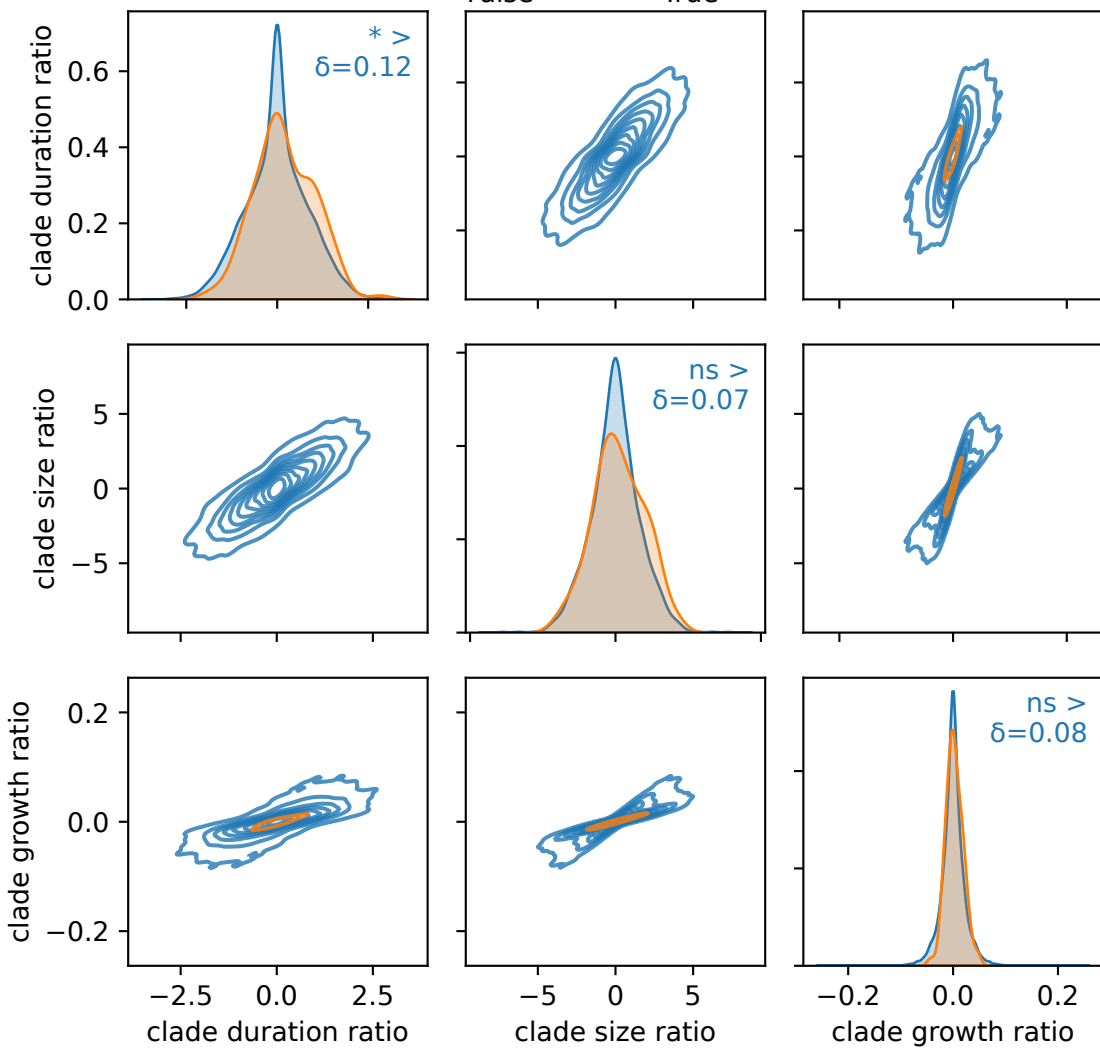 True
* >
δ=0.12
clade duration ratio
0.6
0.4
0.2
0.0
ns >
δ=0.07
clade size ratio
5
0
−5
ns >
δ=0.08
clade growth ratio
0.2
0.0
−0.2
−2.5 0.0 2.5 −5 0 5 −0.2 0.0 0.2
clade duration ratio clade size ratio clade growth ratio